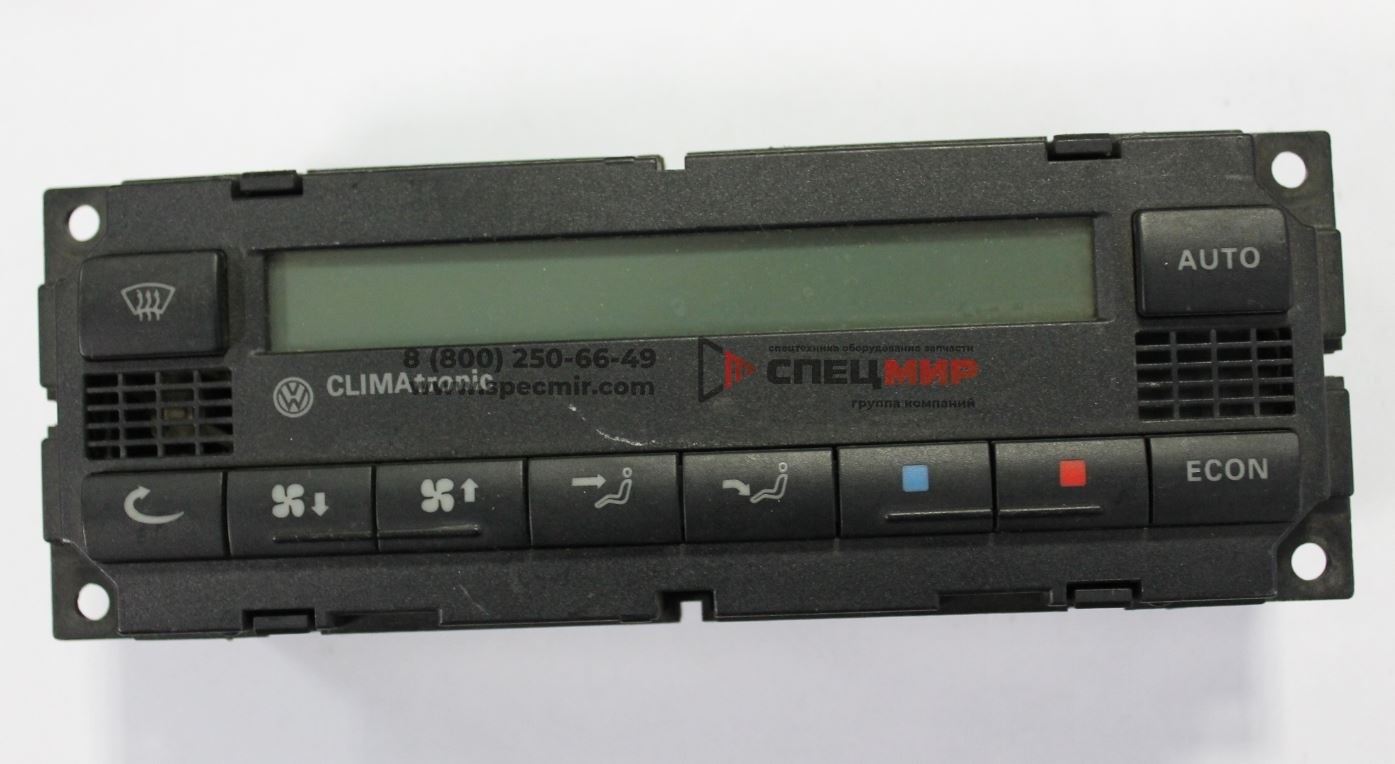 AUTO
8 (800) 250-66-49
www.specmir.com
спецтехника оборудование запчасти
СПЕЦМИР
группа компаний
CLIMAtronic
ECON